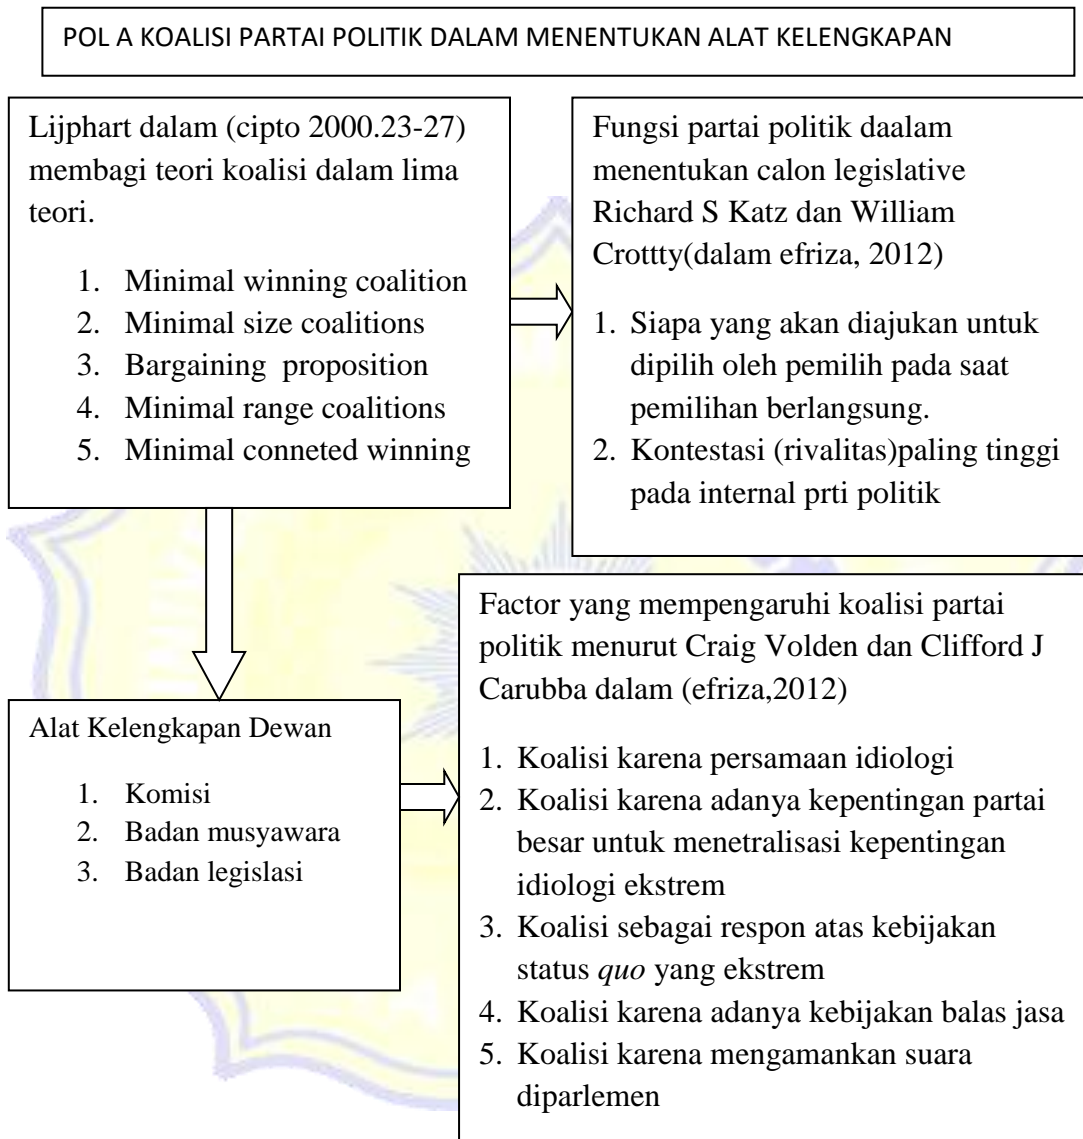 POL A KOALISI PARTAI POLITIK DALAM MENENTUKAN ALAT KELENGKAPAN
Lijphart dalam (cipto 2000.23-27)
membagi teori koalisi dalam lima
teori.
1. Minimal winning coalition
2. Minimal size coalitions
3. Bargaining proposition
4. Minimal range coalitions
5. Minimal conneted winning
Fungsi partai politik daalam
menentukan calon legislative
Richard S Katz dan William
Crottty(dalam efriza, 2012)
1. Siapa yang akan diajukan untuk
dipilih oleh pemilih pada saat
pemilihan berlangsung.
2. Kontestasi (rivalitas)paling tinggi
pada internal prti politik
Alat Kelengkapan Dewan
1. Komisi
2. Badan musyawara
3. Badan legislasi
Factor yang mempengaruhi koalisi partai
politik menurut Craig Volden dan Clifford J
Carubba dalam (efriza,2012)
1. Koalisi karena persamaan idiologi
2. Koalisi karena adanya kepentingan partai
besar untuk menetralisasi kepentingan
idiologi ekstrem
3. Koalisi sebagai respon atas kebijakan
status quo yang ekstrem
4. Koalisi karena adanya kebijakan balas jasa
5. Koalisi karena mengamankan suara
diparlemen